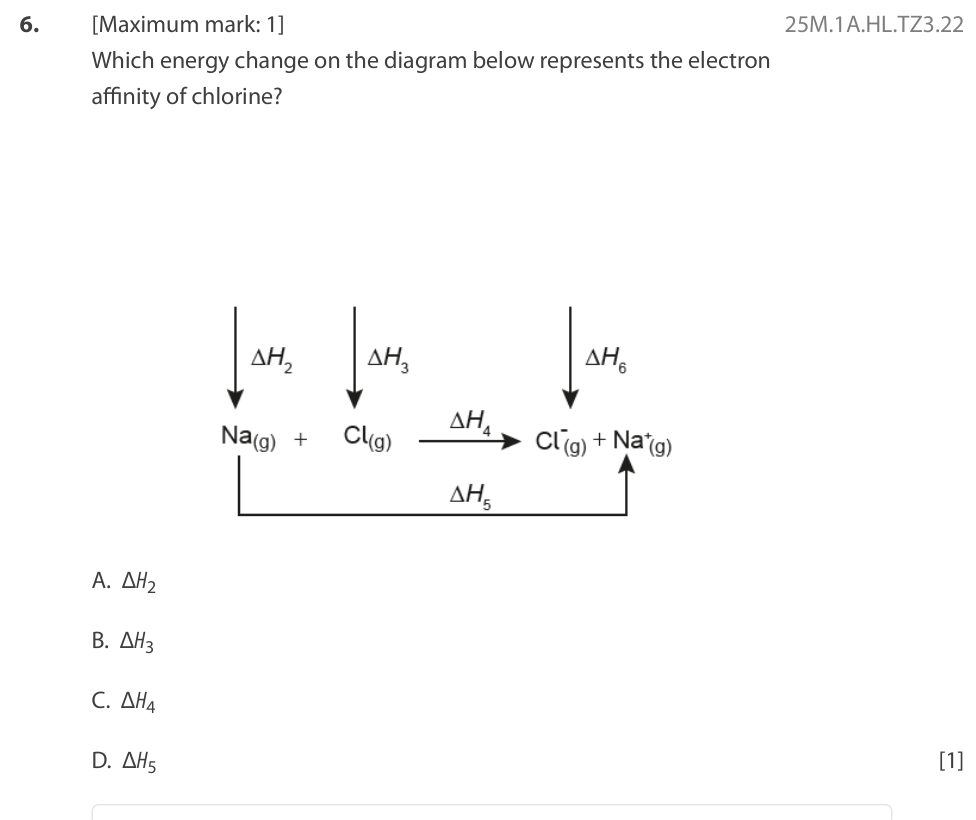 6. [Maximum mark: 1] 25M.1A.HL.TZ3.22
Which energy change on the diagram below represents the electron
affinity of chlorine?
ΔH₂ ΔH₃ ΔH₆
Na(g) + Cl(g) ΔH₄ Cl⁻(g) + Na⁺(g)
ΔH₅
A. ΔH₂
B. ΔH₃
C. ΔH₄
D. ΔH₅ [1]